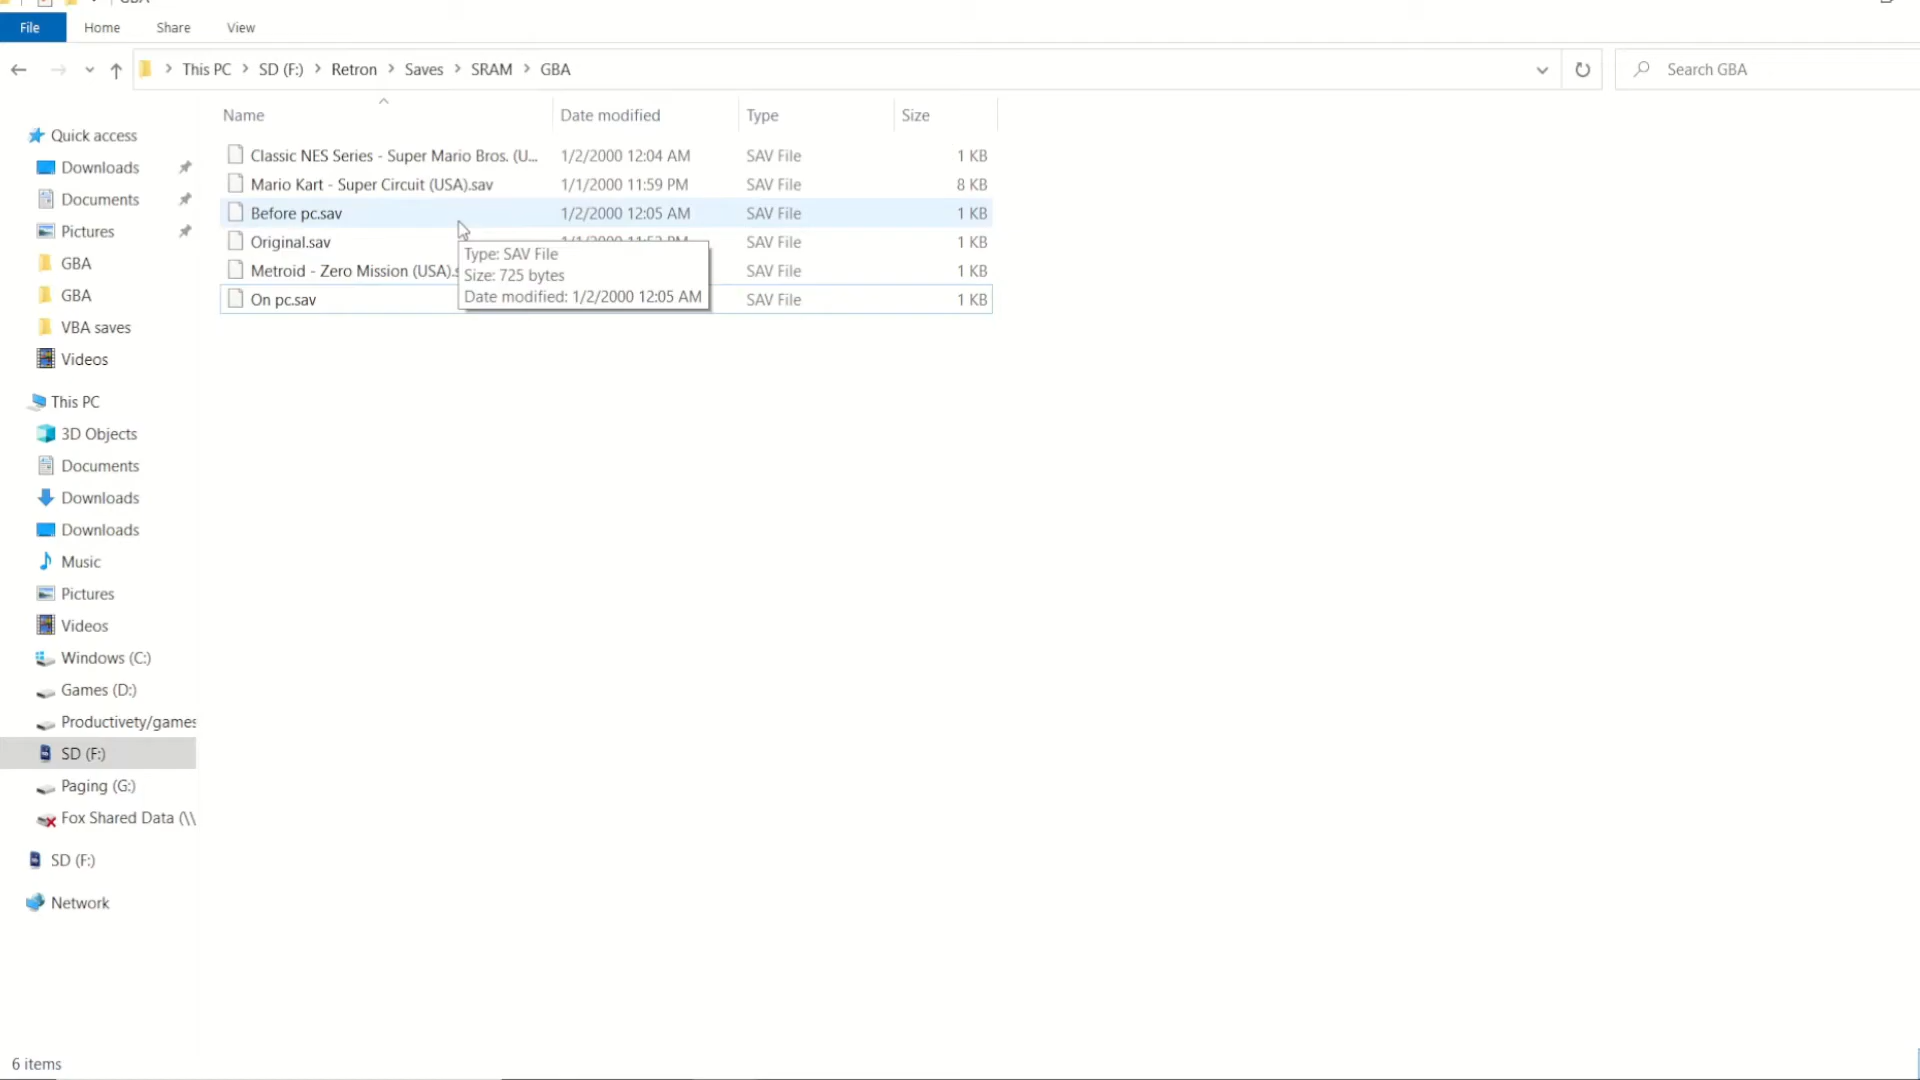 File Home Share View
This PC SD (F:) Retron Saves SRAM GBA Search GBA
Name Date modified Type Size
Classic NES Series - Super Mario Bros. (U... 1/2/2000 12:04 AM SAV File 1 KB
Mario Kart - Super Circuit (USA).sav 1/1/2000 11:59 PM SAV File 8 KB
Before pc.sav 1/2/2000 12:05 AM SAV File 1 KB
Original.sav SAV File 1 KB
Metroid - Zero Mission (USA). SAV File 1 KB
On pc.sav SAV File 1 KB
Type: SAV File
Size: 725 bytes
Date modified: 1/2/2000 12:05 AM
Quick access
Downloads
Documents
Pictures
GBA
GBA
VBA saves
Videos
This PC
3D Objects
Documents
Downloads
Downloads
Music
Pictures
Videos
Windows (C:)
Games (D:)
Productivety/games
SD (F:)
Paging (G:)
Fox Shared Data (\\
SD (F:)
Network
6 items